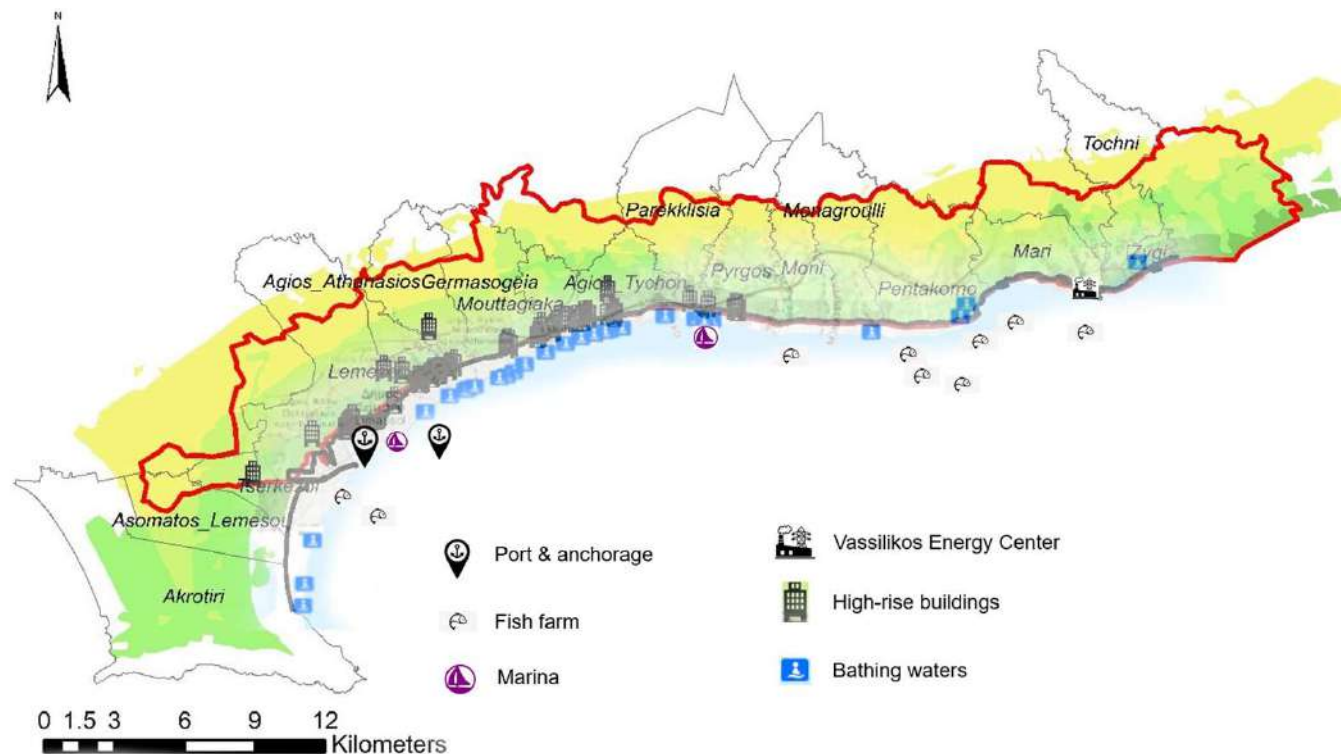 N
Tochni
Parekklisia
Monagroulli
Mari
Zygi
Agios_Athanasios
Germasogeia
Agios_Tychon
Pyrgos
Moni
Mouttagiaka
Pentakomo
Tserkezoi
Asomatos_Lemesou
Akrotiri
Port & anchorage
Vassilikos Energy Center
Fish farm
High-rise buildings
Marina
Bathing waters
0 1.5 3 6 9 12
Kilometers